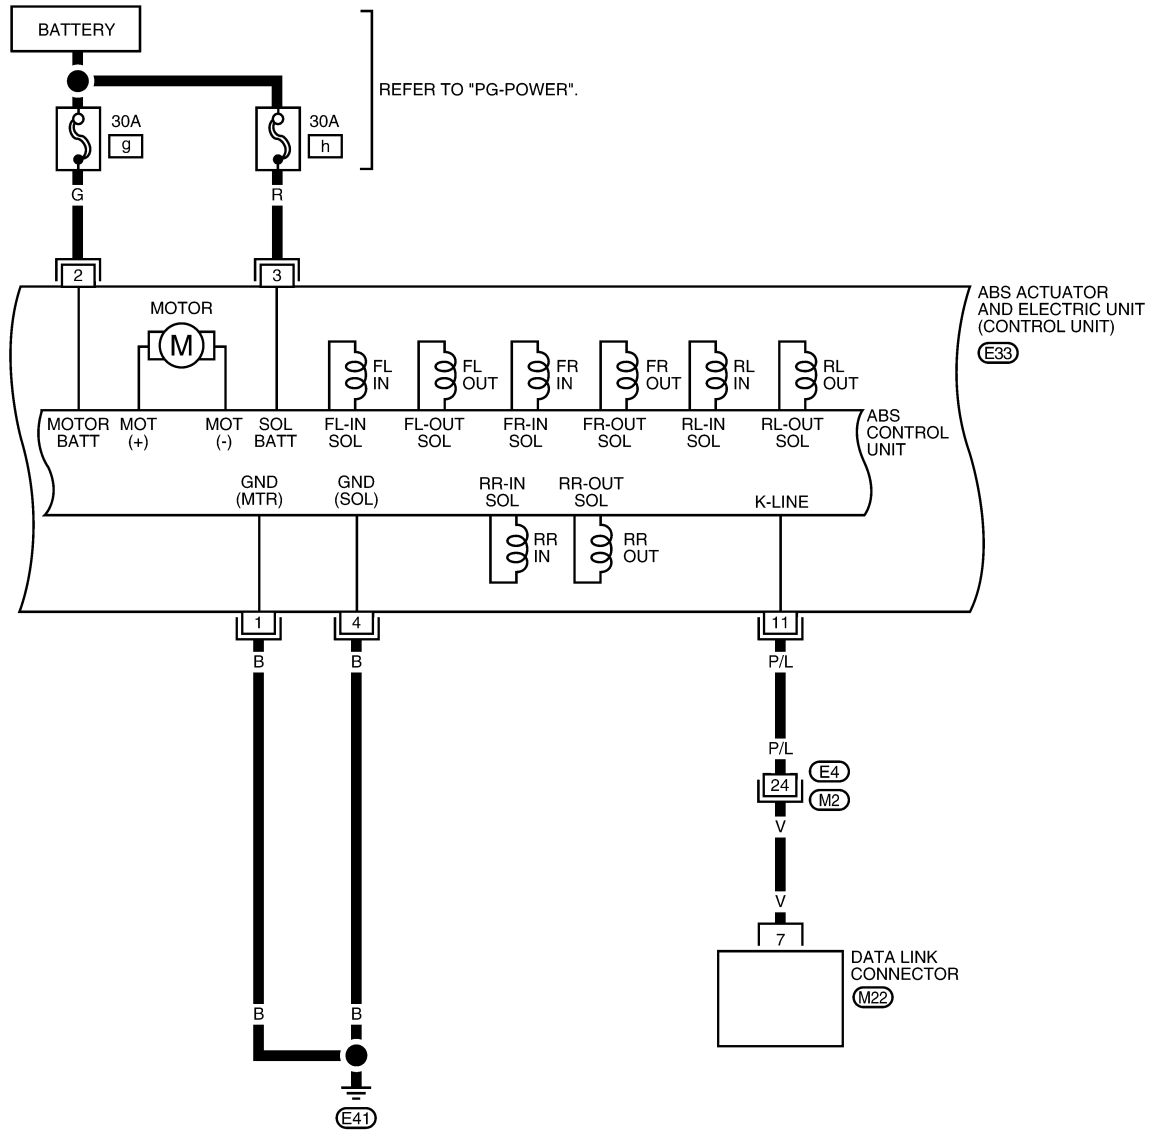 BATTERY
REFER TO "PG-POWER".
30A
g
30A
h
G
R
2
3
ABS ACTUATOR
AND ELECTRIC UNIT
(CONTROL UNIT)
E33
MOTOR
M
FL
IN
FL
OUT
FR
IN
FR
OUT
RL
IN
RL
OUT
MOTOR
BATT
MOT
(+)
MOT
(-)
SOL
BATT
FL-IN
SOL
FL-OUT
SOL
FR-IN
SOL
FR-OUT
SOL
RL-IN
SOL
RL-OUT
SOL
ABS
CONTROL
UNIT
GND
(MTR)
GND
(SOL)
RR-IN
SOL
RR-OUT
SOL
K-LINE
RR
IN
RR
OUT
1
4
11
B
B
P/L
P/L
24
E4
M2
V
V
7
DATA LINK
CONNECTOR
M22
B
B
E41